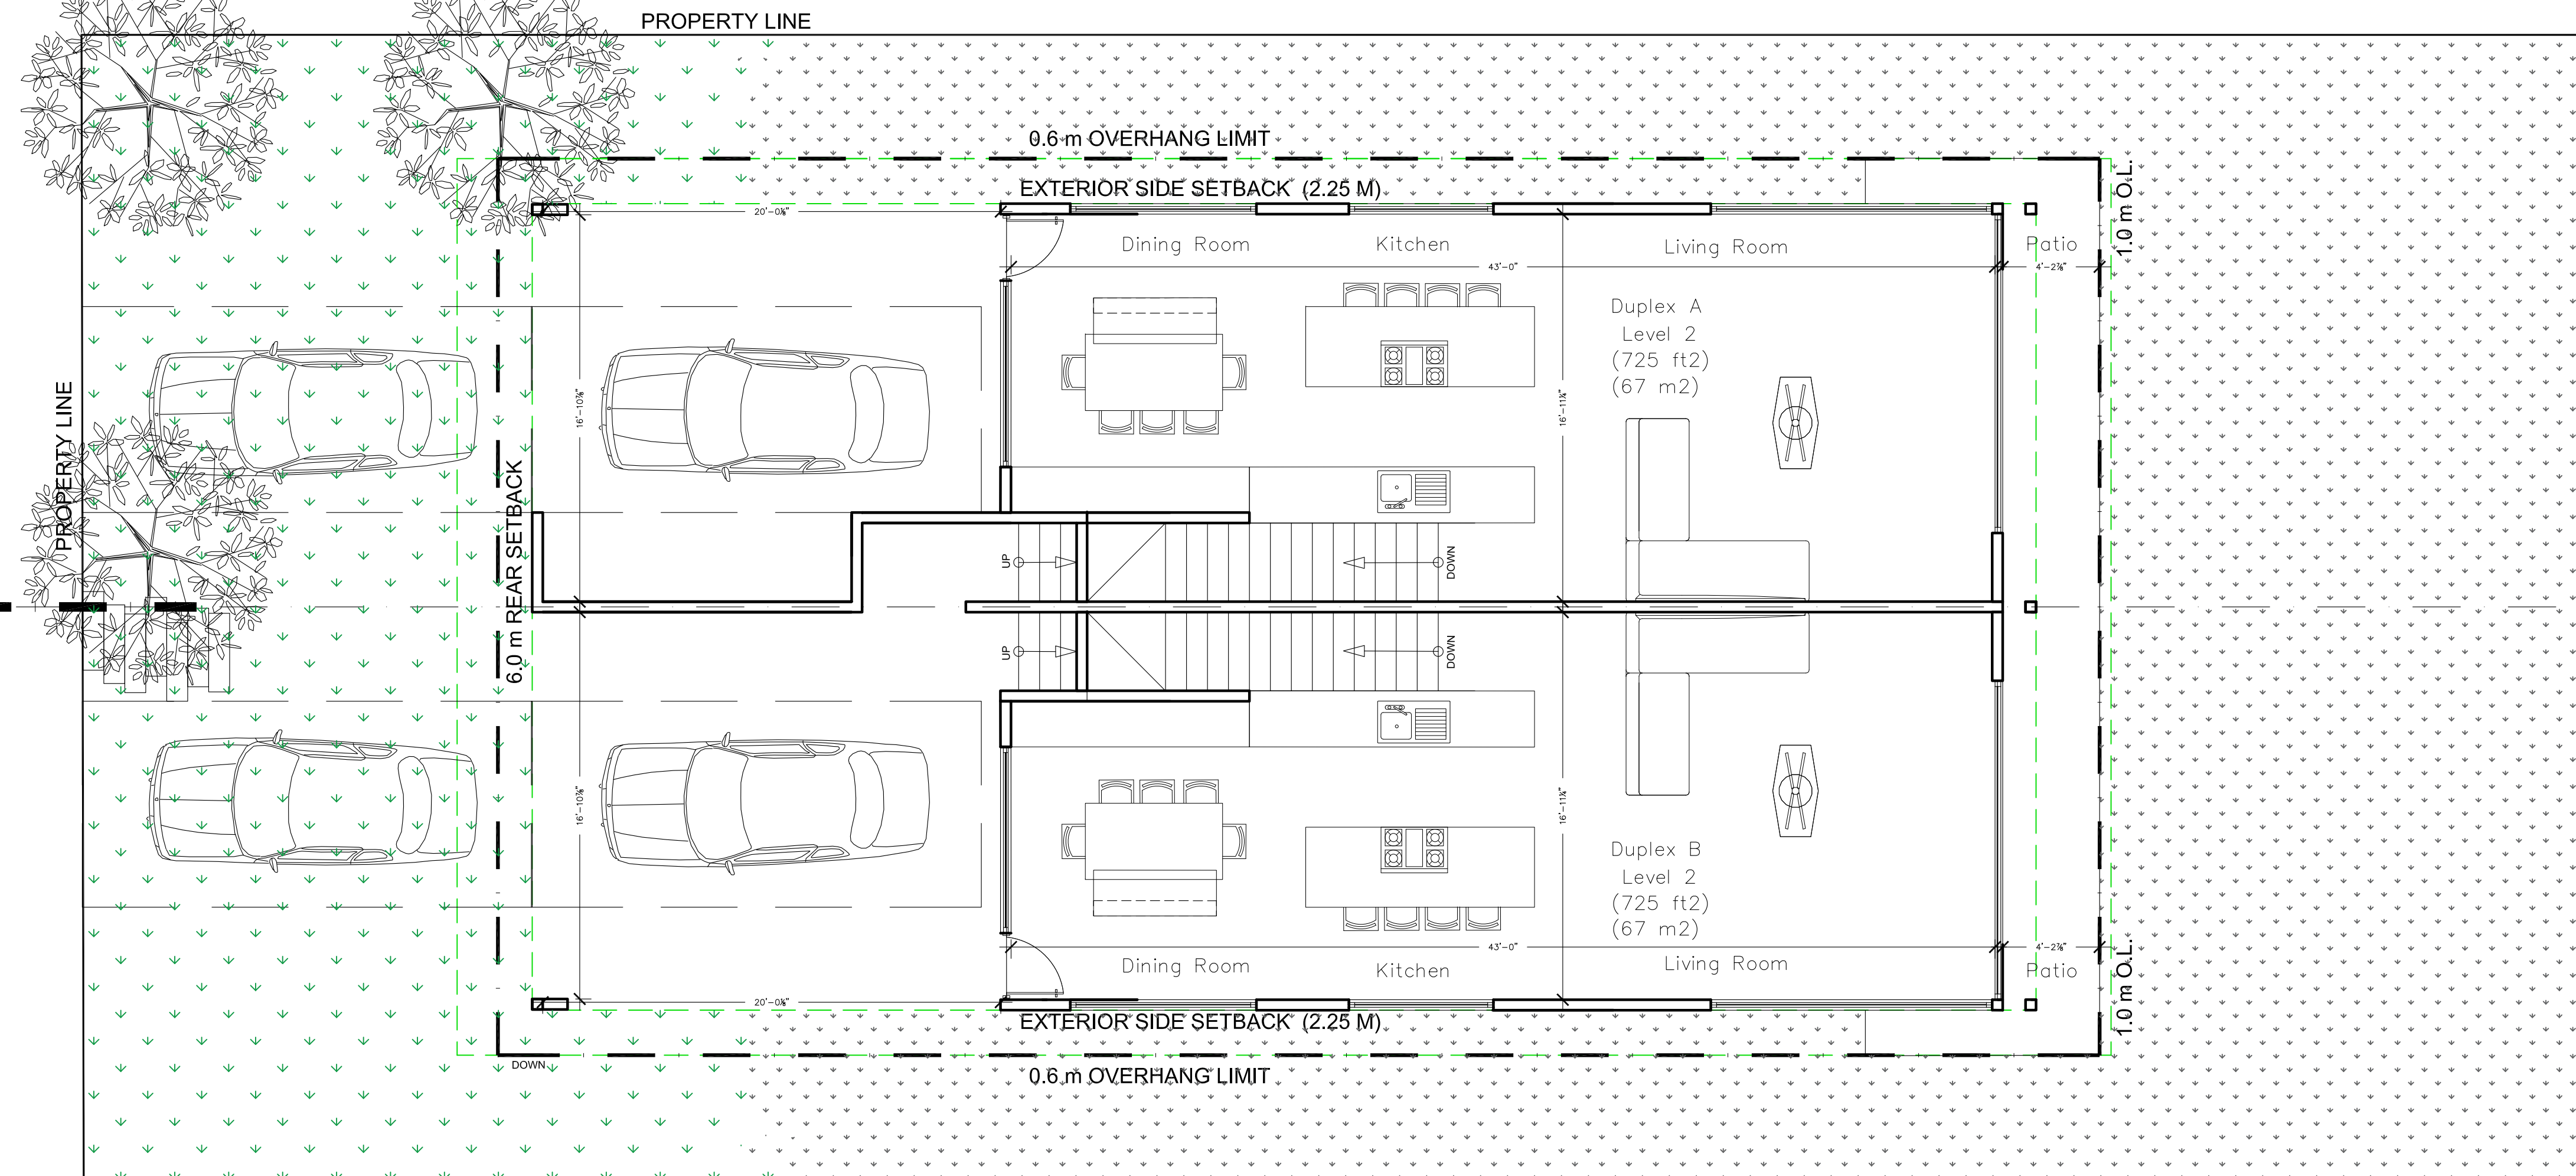 PROPERTY LINE
0.6 m OVERHANG LIMIT
EXTERIOR SIDE SETBACK (2.25 M)
1.0 m O.L.
20'-0⅞"
Dining Room
Kitchen
Living Room
Patio
43'-0"
4'-2⅞"
Duplex A
Level 2
(725 ft2)
(67 m2)
16'-10⅞"
16'-11¼"
PROPERTY LINE
6.0 m REAR SETBACK
UP
DOWN
UP
DOWN
16'-10⅞"
16'-11¼"
Duplex B
Level 2
(725 ft2)
(67 m2)
43'-0"
4'-2⅞"
Dining Room
Kitchen
Living Room
Patio
1.0 m O.L.
20'-0⅞"
EXTERIOR SIDE SETBACK (2.25 M)
DOWN
0.6 m OVERHANG LIMIT